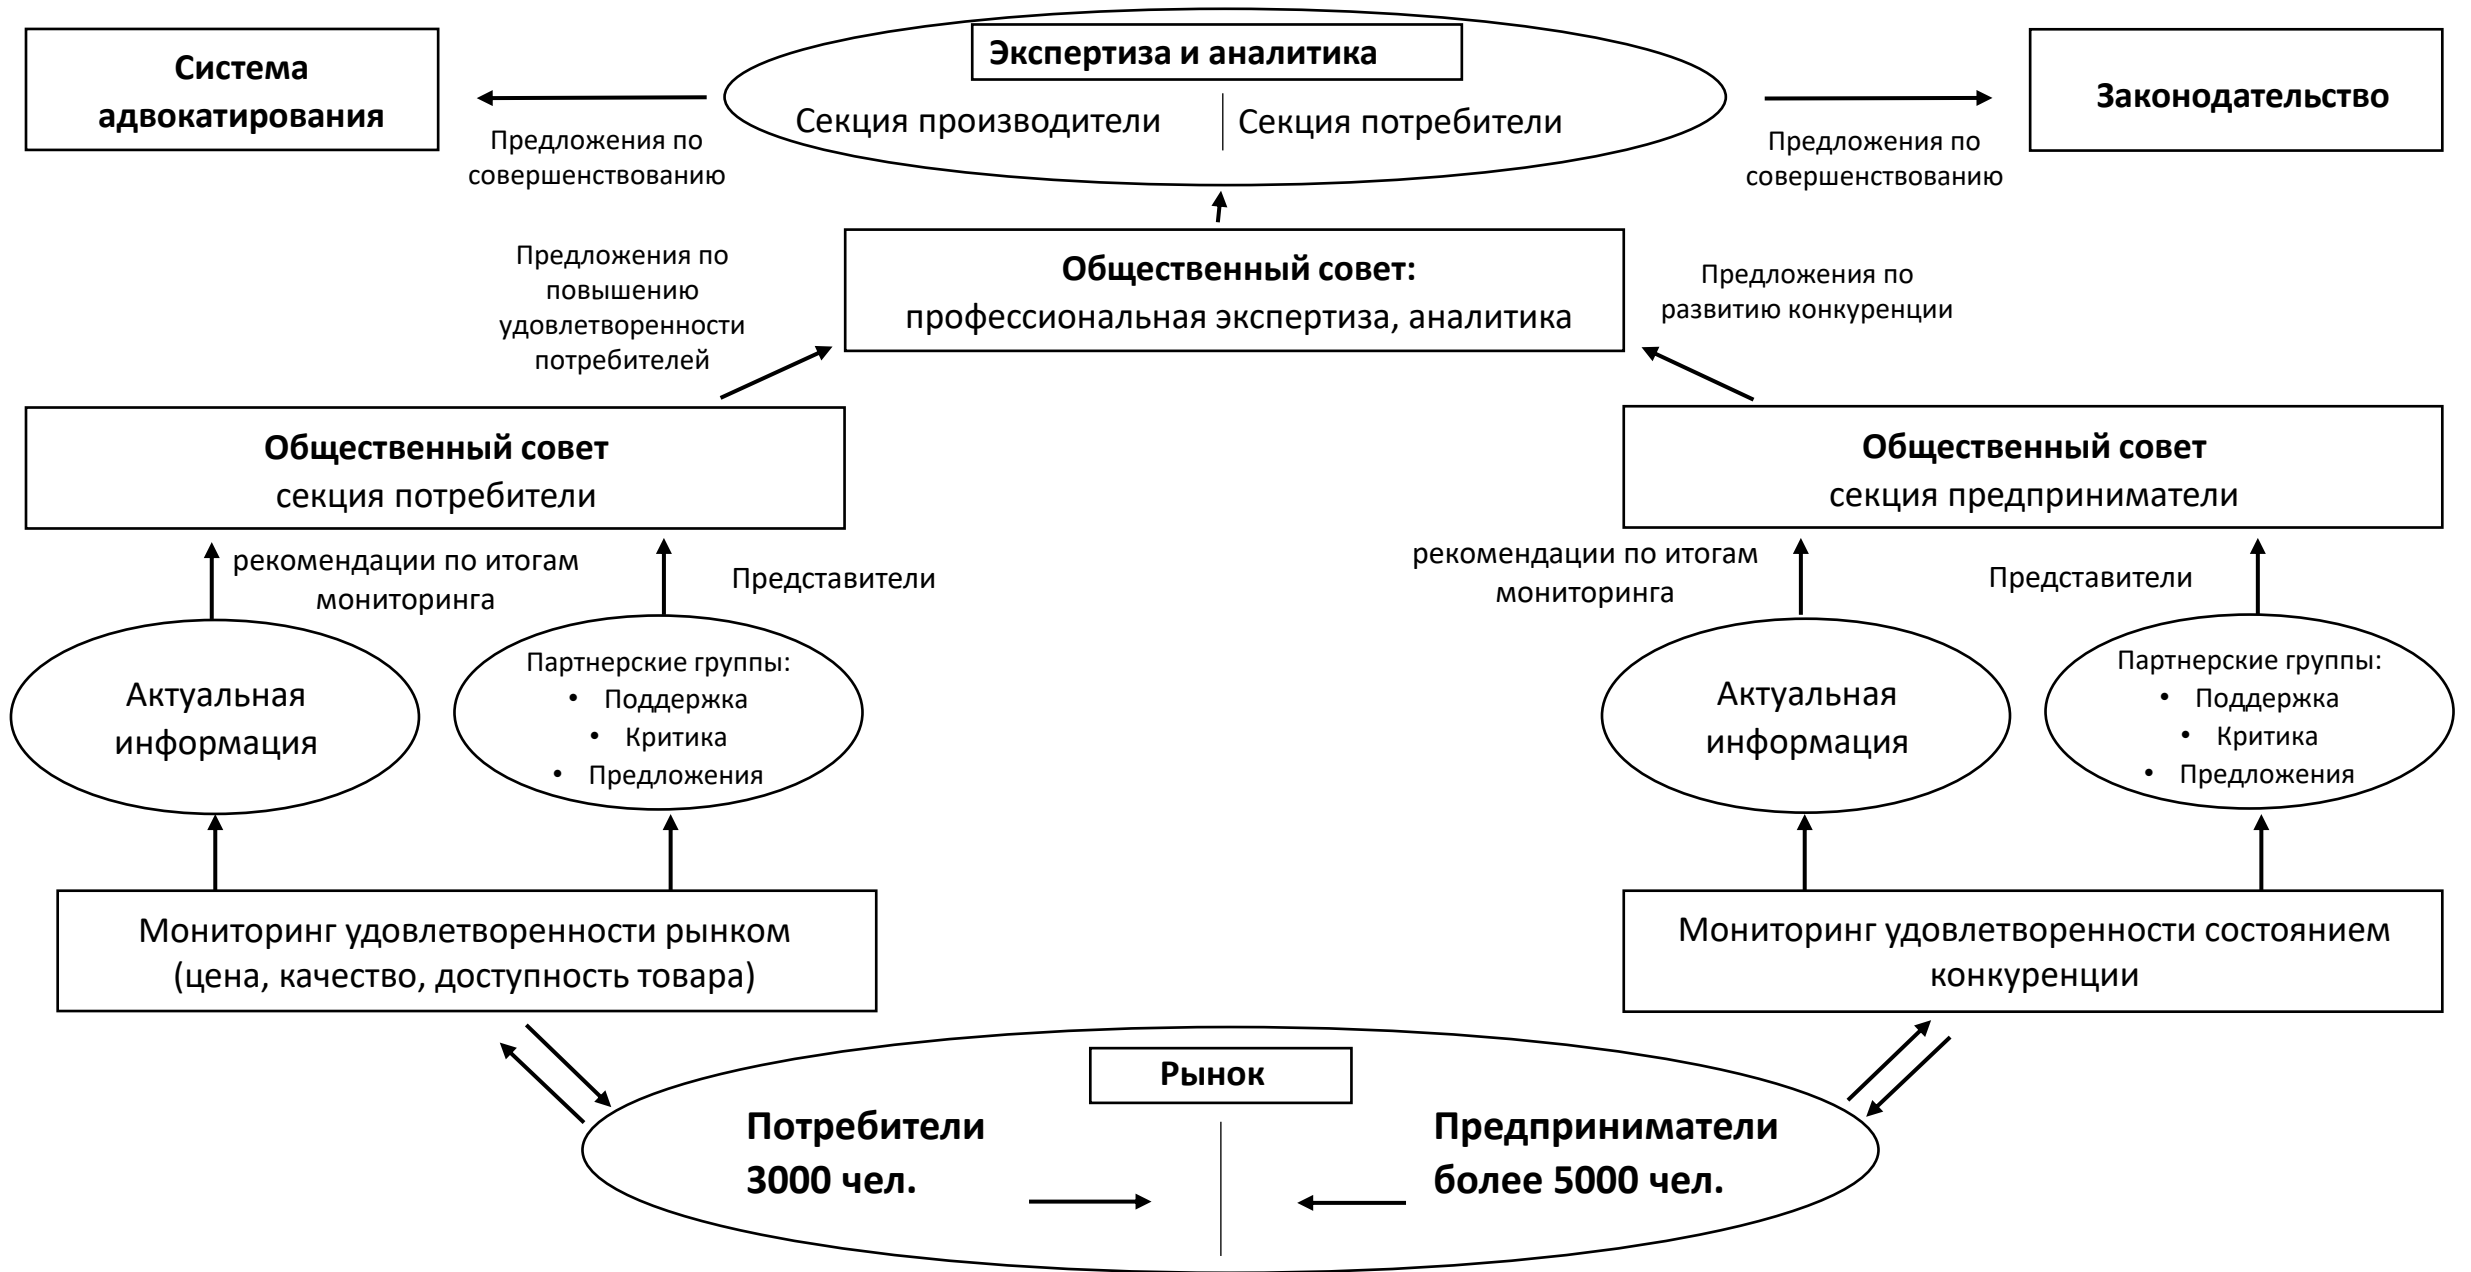 Система
адвокатирования
Экспертиза и аналитика
Секция производители
Секция потребители
Законодательство
Предложения по
совершенствованию
Предложения по
совершенствованию
Предложения по
повышению
удовлетворенности
потребителей
Общественный совет:
профессиональная экспертиза, аналитика
Предложения по
развитию конкуренции
Общественный совет
секция потребители
Общественный совет
секция предприниматели
рекомендации по итогам
мониторинга
Представители
рекомендации по итогам
мониторинга
Представители
Актуальная
информация
Партнерские группы:
• Поддержка
• Критика
• Предложения
Актуальная
информация
Партнерские группы:
• Поддержка
• Критика
• Предложения
Мониторинг удовлетворенности рынком
(цена, качество, доступность товара)
Мониторинг удовлетворенности состоянием
конкуренции
Рынок
Потребители
3000 чел.
Предприниматели
более 5000 чел.